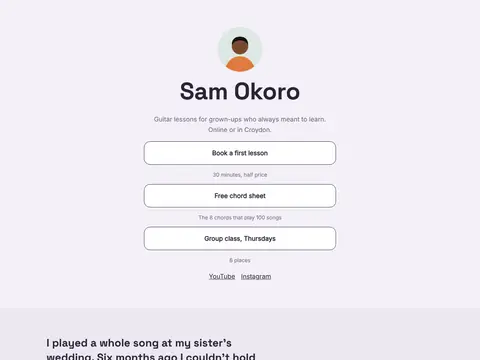 Sam Okoro
Guitar lessons for grown-ups who always meant to learn.
Online or in Croydon.
Book a first lesson
30 minutes, half price
Free chord sheet
The 6 chords that play 100 songs
Group class, Thursdays
6 places
YouTube Instagram
I played a whole song at my sister's
wedding. Six months ago I couldn't hold